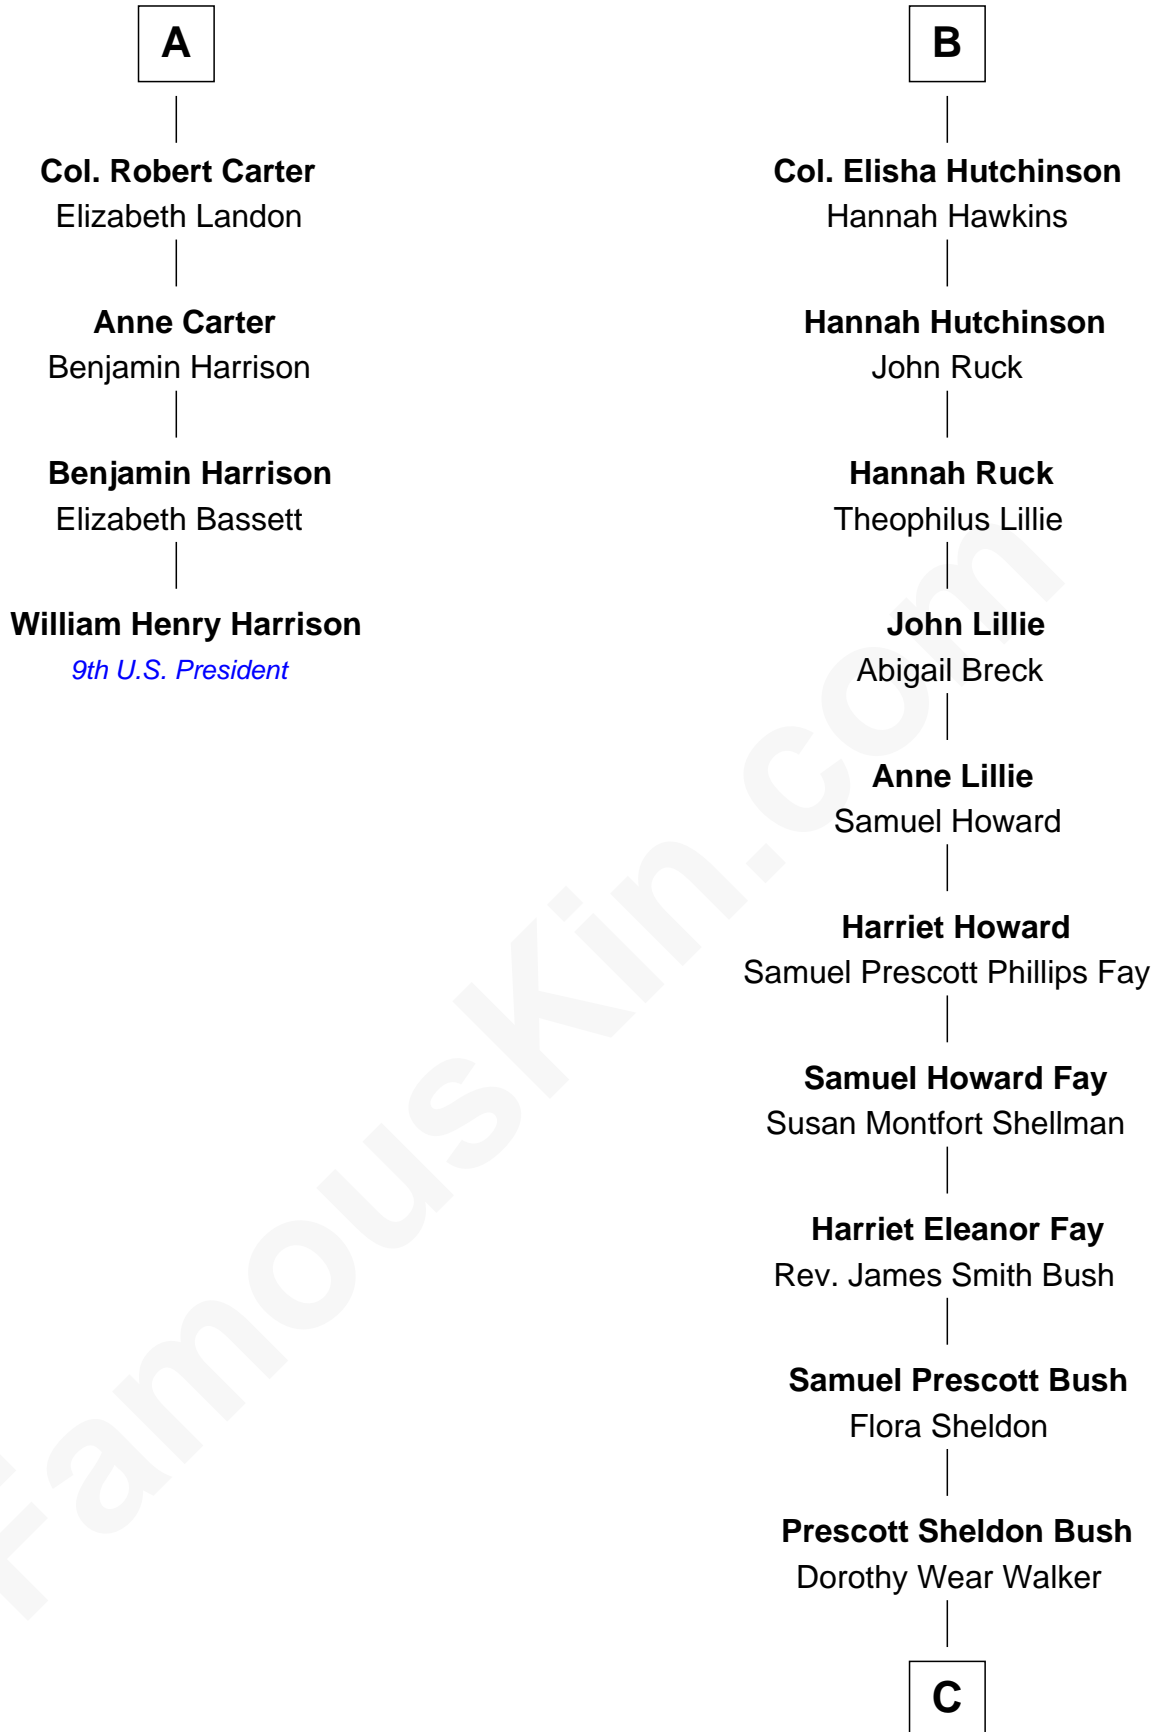 A
Col. Robert Carter
Elizabeth Landon
Anne Carter
Benjamin Harrison
Benjamin Harrison
Elizabeth Bassett
William Henry Harrison
9th U.S. President
B
Col. Elisha Hutchinson
Hannah Hawkins
Hannah Hutchinson
John Ruck
Hannah Ruck
Theophilus Lillie
John Lillie
Abigail Breck
Anne Lillie
Samuel Howard
Harriet Howard
Samuel Prescott Phillips Fay
Samuel Howard Fay
Susan Montfort Shellman
Harriet Eleanor Fay
Rev. James Smith Bush
Samuel Prescott Bush
Flora Sheldon
Prescott Sheldon Bush
Dorothy Wear Walker
C
FamousKin.com